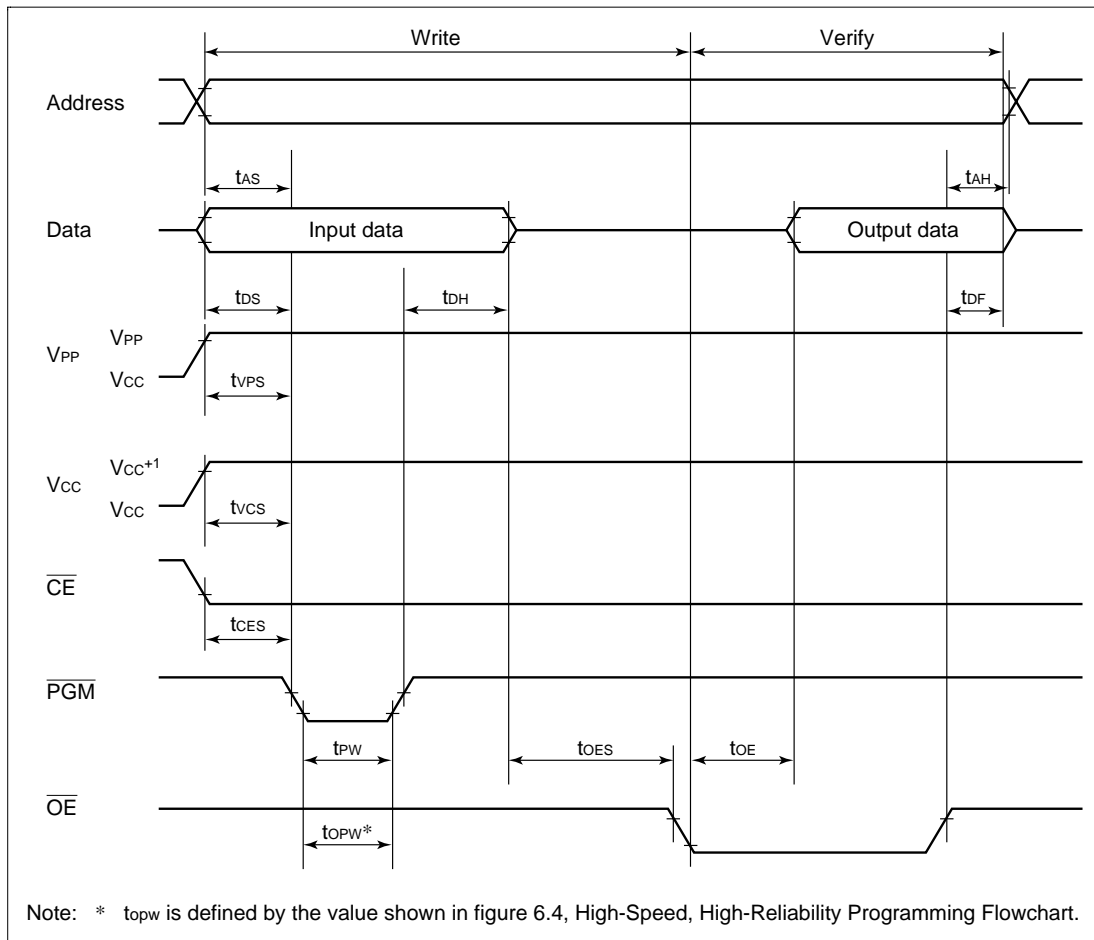 Write Verify
Address
tAS tAH
Data Input data Output data
tDS tDH tDF
VPP VPP
VCC
tVPS
VCC VCC+1
VCC
tVCS
CE
tCES
PGM
tPW tOES tOE
OE
tOPW*
Note: * topw is defined by the value shown in figure 6.4, High-Speed, High-Reliability Programming Flowchart.